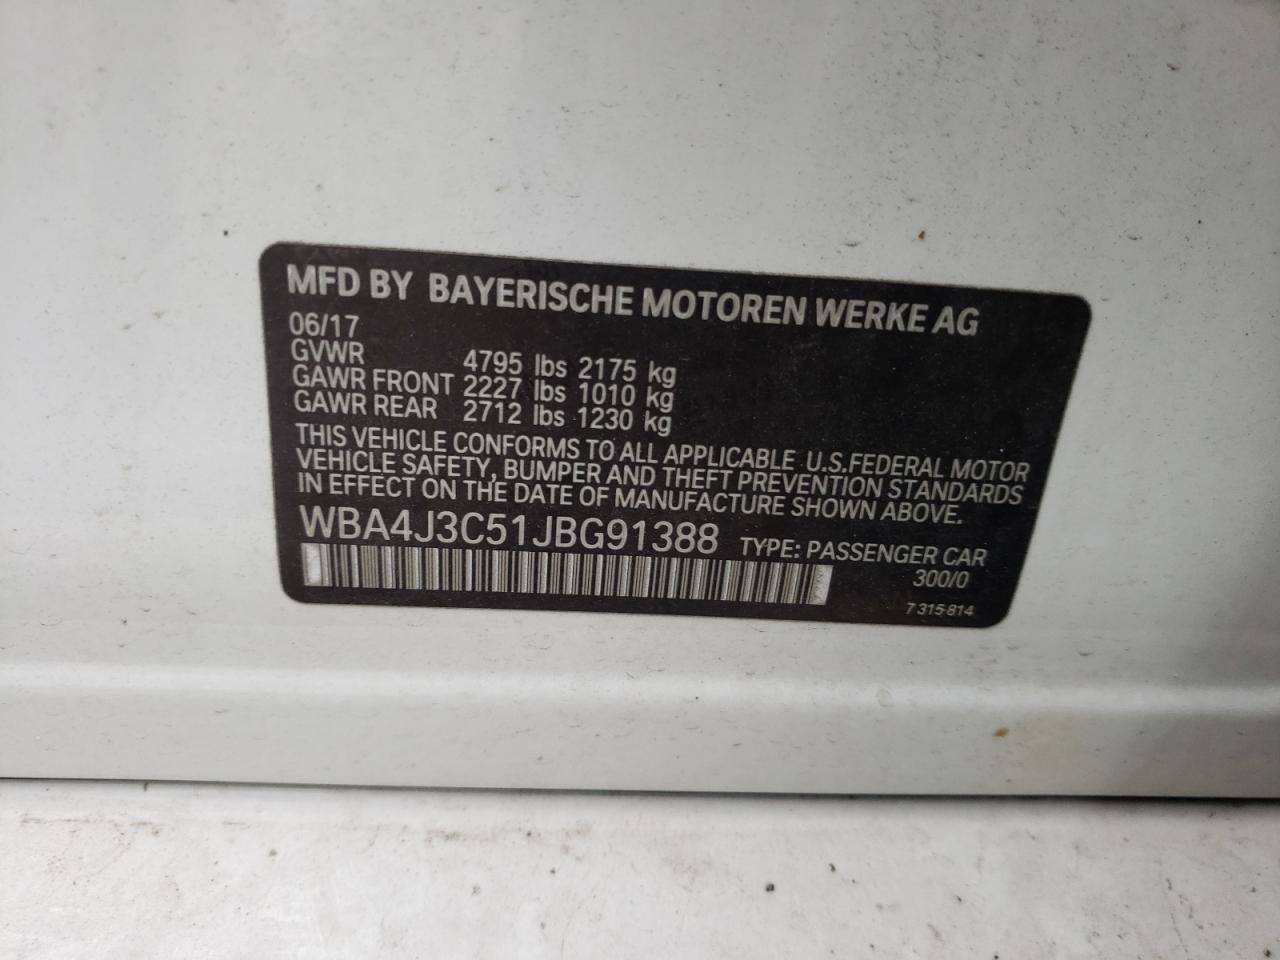 MFD BY BAYERISCHE MOTOREN WERKE AG
06/17
GVWR 4795 lbs 2175 kg
GAWR FRONT 2227 lbs 1010 kg
GAWR REAR 2712 lbs 1230 kg
THIS VEHICLE CONFORMS TO ALL APPLICABLE U.S.FEDERAL MOTOR
VEHICLE SAFETY, BUMPER AND THEFT PREVENTION STANDARDS
IN EFFECT ON THE DATE OF MANUFACTURE SHOWN ABOVE.
WBA4J3C51JBG91388 TYPE: PASSENGER CAR
300/0
7 315-814